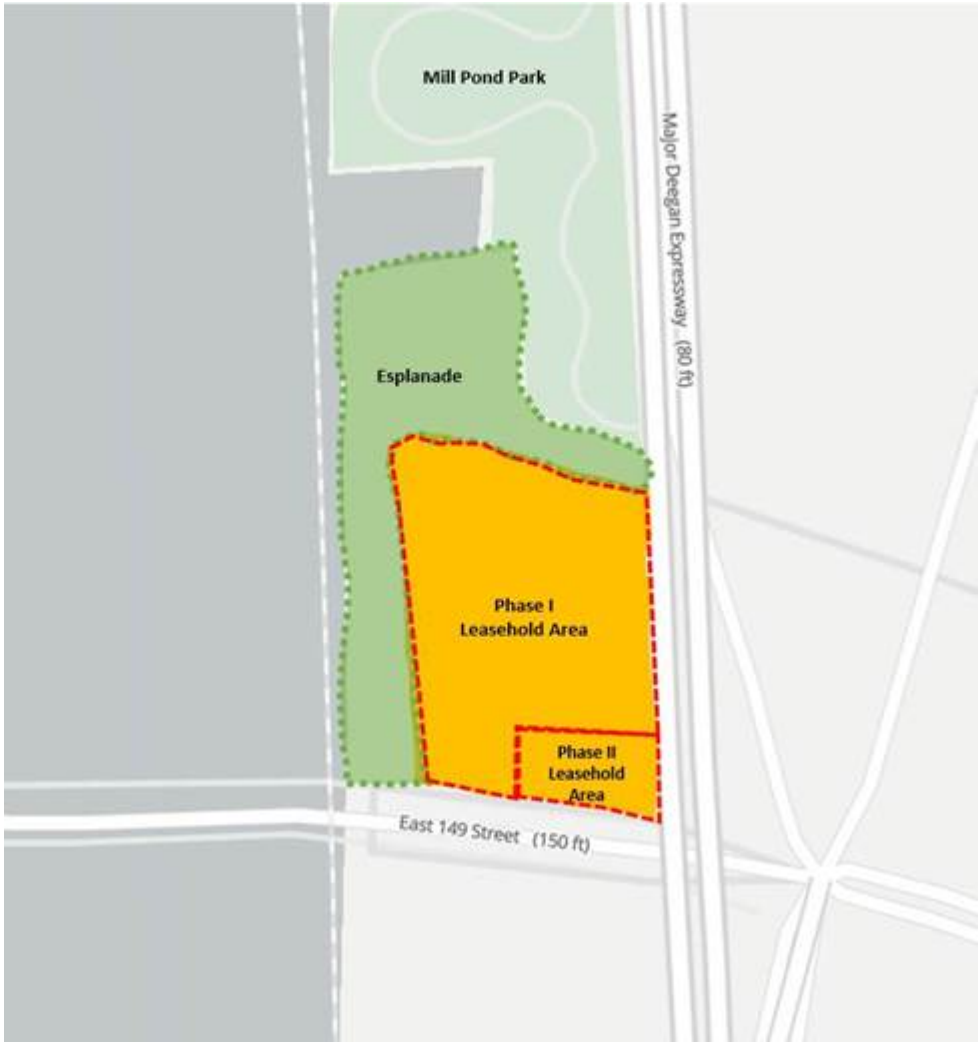 Mill Pond Park
Major Deegan Expressway (80 ft)
Esplanade
Phase I
Leasehold Area
Phase II
Leasehold
Area
East 149 Street (150 ft)